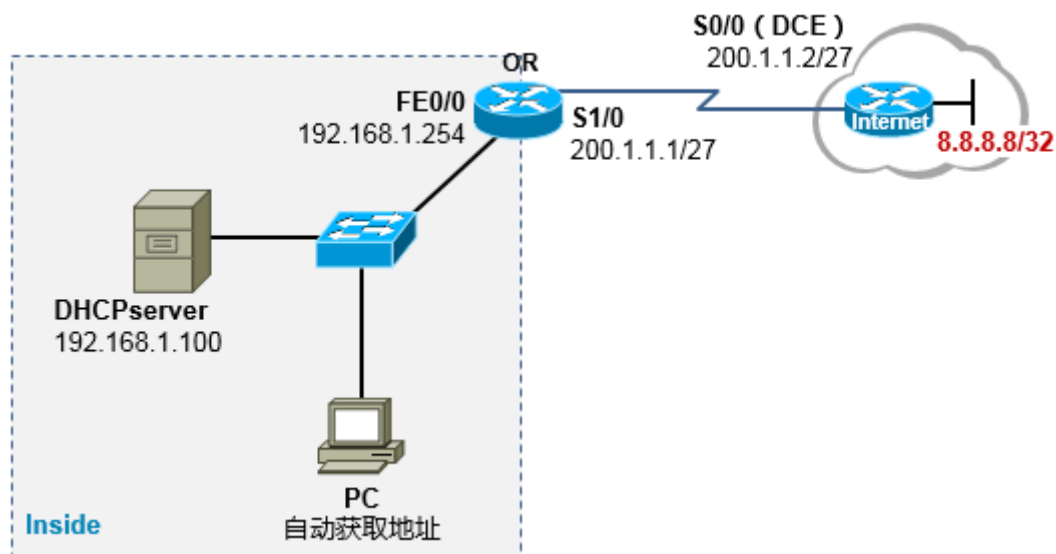 S0/0（DCE）
200.1.1.2/27
OR
FE0/0
192.168.1.254
S1/0
200.1.1.1/27
Internet
8.8.8.8/32
DHCPserver
192.168.1.100
PC
自动获取地址
Inside